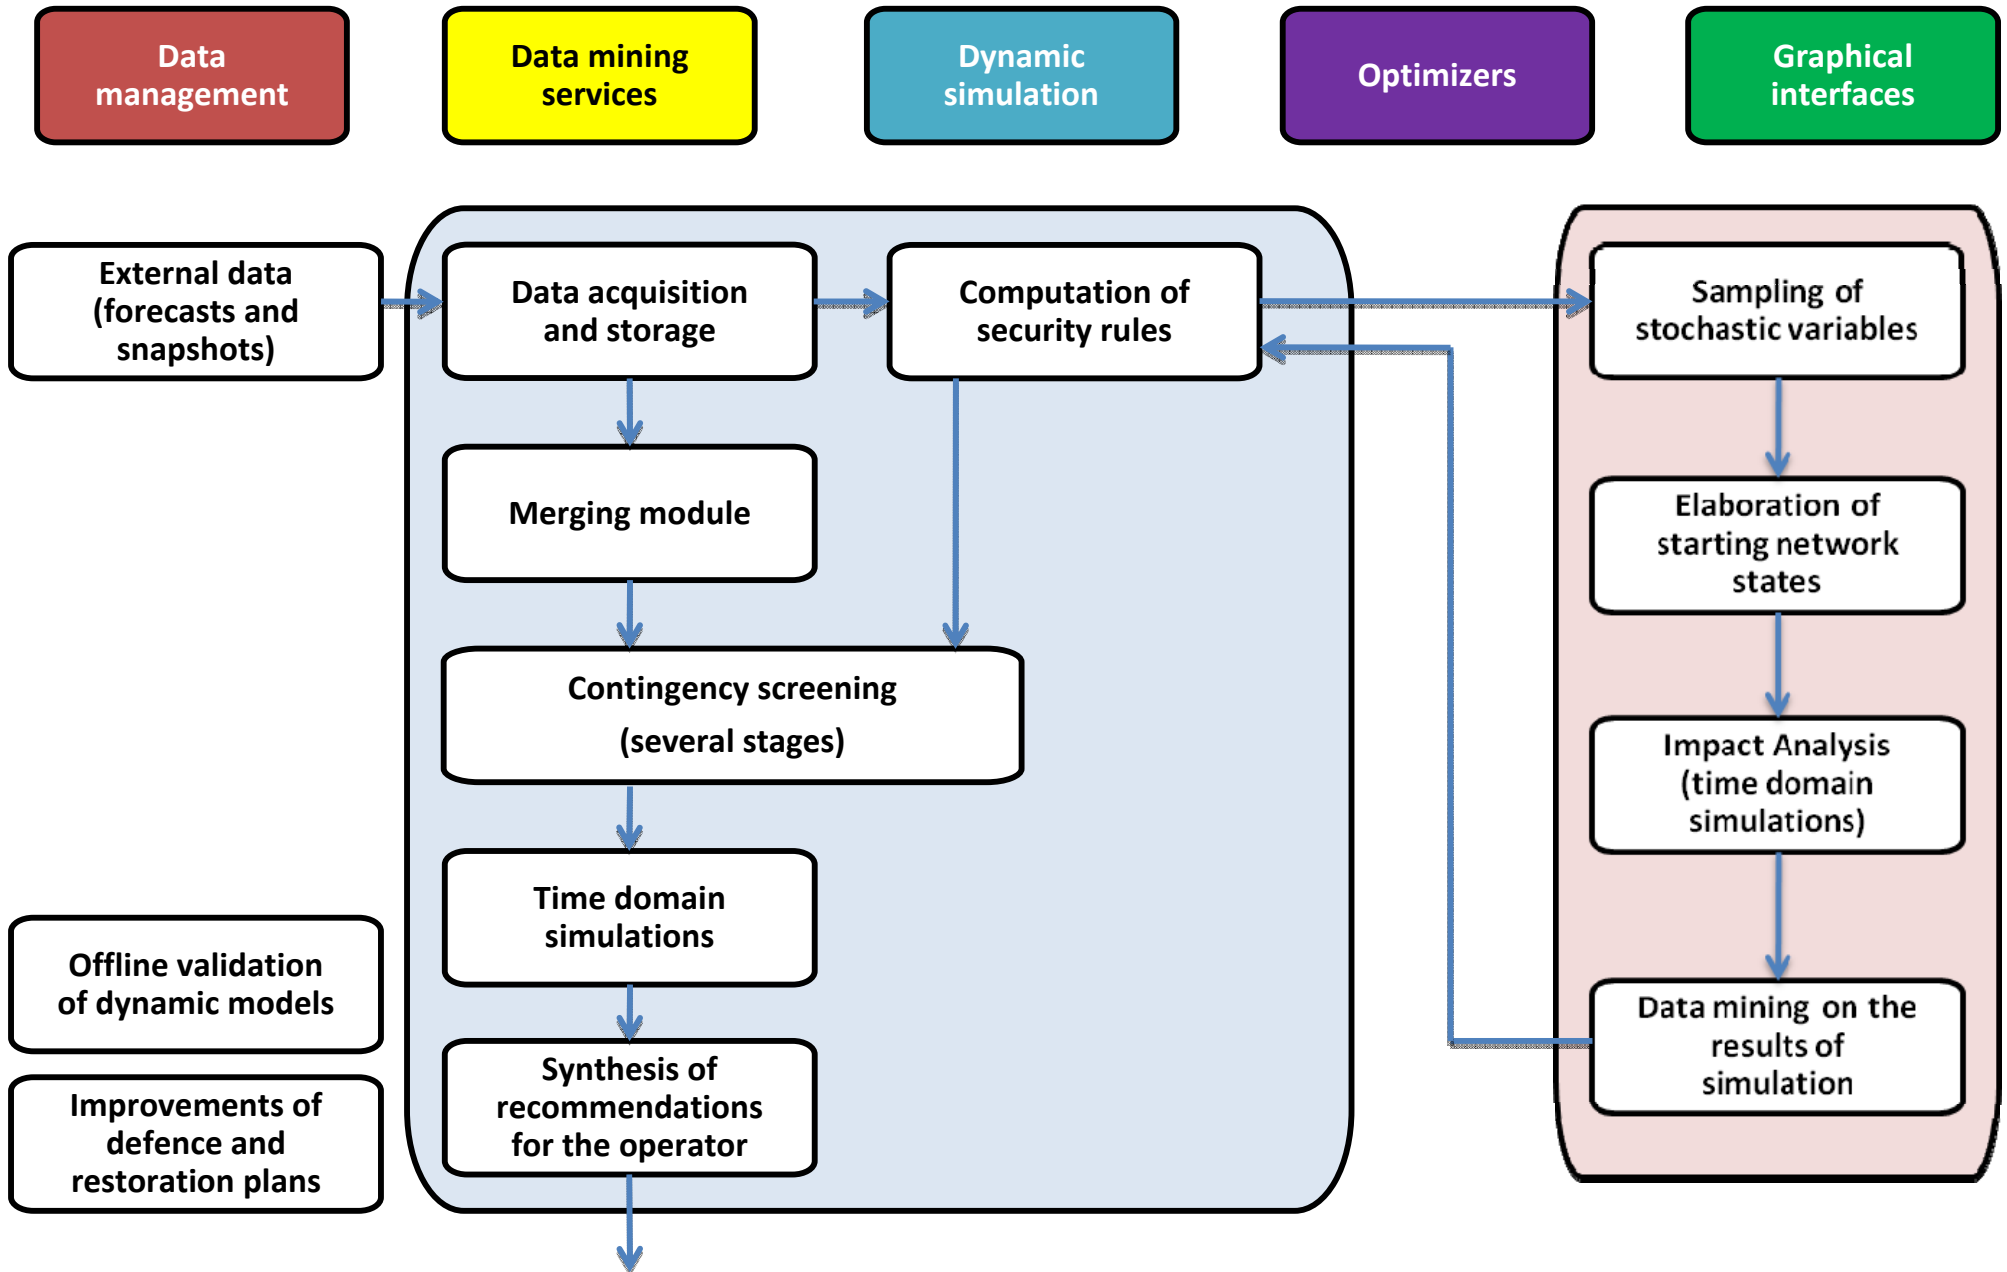 Data
management
Data mining
services
Dynamic
simulation
Optimizers
Graphical
interfaces
External data
(forecasts and
snapshots)
Data acquisition
and storage
Computation of
security rules
Sampling of
stochastic variables
Merging module
Elaboration of
starting network
states
Contingency screening
(several stages)
Impact Analysis
(time domain
simulations)
Time domain
simulations
Offline validation
of dynamic models
Data mining on the
results of
simulation
Synthesis of
recommendations
for the operator
Improvements of
defence and
restoration plans